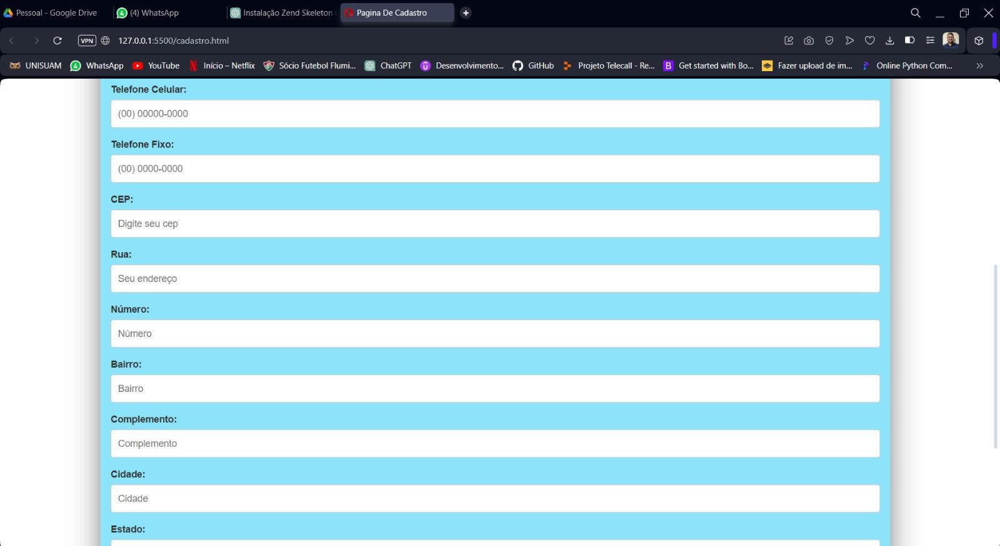 Pessoal - Google Drive
(4) WhatsApp
Instalação Zend Skeleton
Pagina De Cadastro
VPN
127.0.0.1:5500/cadastro.html
UNISUAM
WhatsApp
YouTube
Início – Netflix
Sócio Futebol Flumi...
ChatGPT
Desenvolvimento...
GitHub
Projeto Telecall - Re...
B Get started with Bo...
Fazer upload de im...
Online Python Com...
Telefone Celular:
(00) 00000-0000
Telefone Fixo:
(00) 0000-0000
CEP:
Digite seu cep
Rua:
Seu endereço
Número:
Número
Bairro:
Bairro
Complemento:
Complemento
Cidade:
Cidade
Estado: